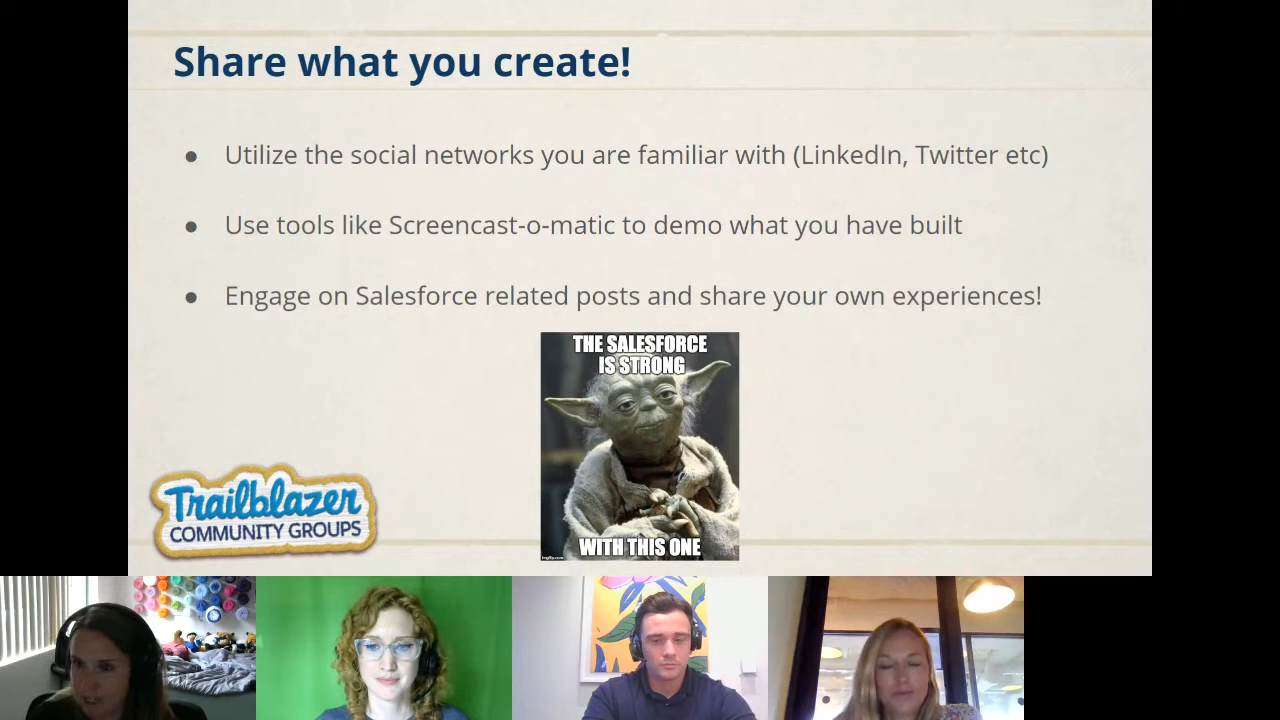 Share what you create!
● Utilize the social networks you are familiar with (LinkedIn, Twitter etc)
● Use tools like Screencast-o-matic to demo what you have built
● Engage on Salesforce related posts and share your own experiences!
THE SALESFORCE
IS STRONG
WITH THIS ONE
imgflip.com
Trailblazer
COMMUNITY GROUPS